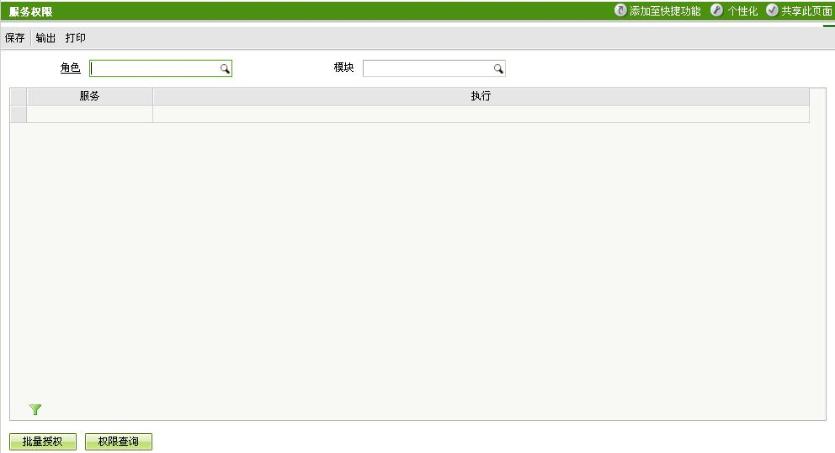 服务权限 添加至快捷功能 个性化 共享此页面
保存 输出 打印
角色 模块
服务 执行
批量授权 权限查询